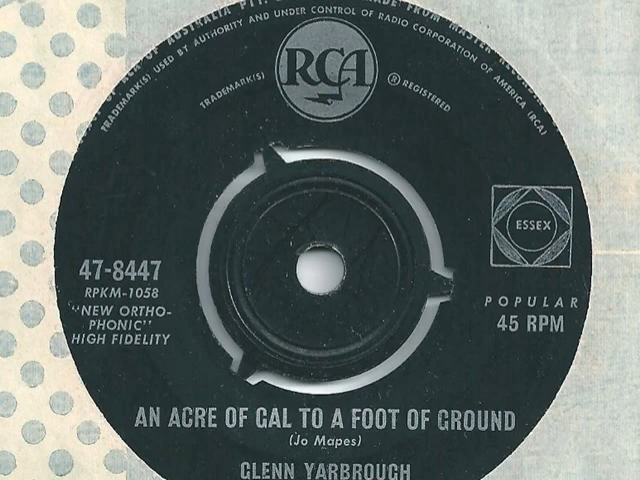 OF AUSTRALIA PTY.
MADE FROM MASTER
TRADEMARK(S) USED BY AUTHORITY AND UNDER CONTROL OF RADIO CORPORATION OF AMERICA (RCA)
RCA
TRADEMARK(S)
® REGISTERED
ESSEX
47-8447
RPKM-1058
"NEW ORTHO-
PHONIC"
HIGH FIDELITY
POPULAR
45 RPM
AN ACRE OF GAL TO A FOOT OF GROUND
(Jo Mapes)
GLENN YARBROUGH